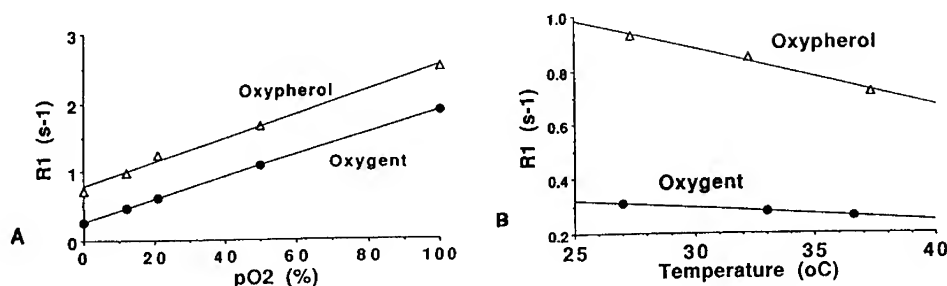 3
2
1
0
R1 (s-1)
Oxypherol
Oxygent
0 20 40 60 80 100
pO2 (%)
A
1.0
0.8
0.6
0.4
0.2
R1 (s-1)
Oxypherol
Oxygent
25 30 35 40
Temperature (oC)
B